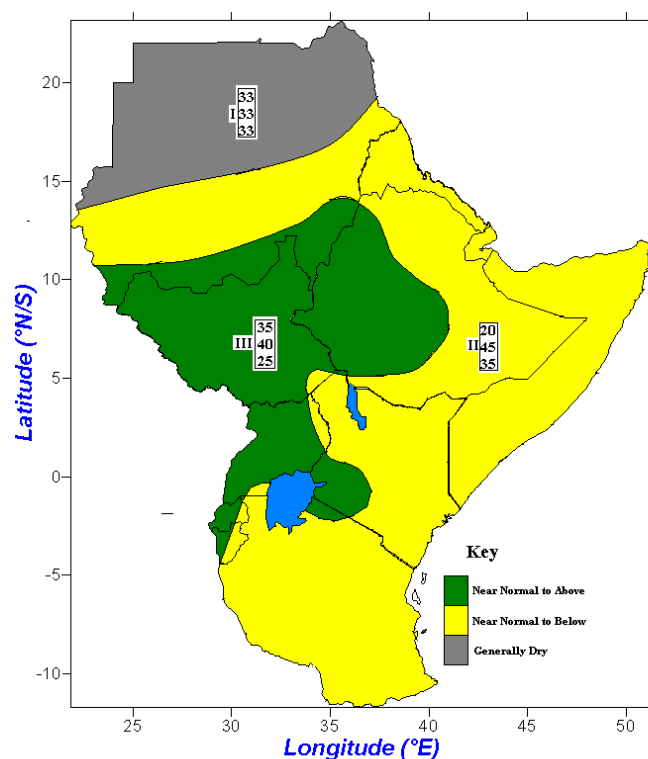 20
15
10
5
0
-5
-10
Latitude (°N/S)
33
I 33
33
35
III 40
25
20
II 45
35
Key
Near Normal to Above
Near Normal to Below
Generally Dry
25 30 35 40 45 50
Longitude (°E)